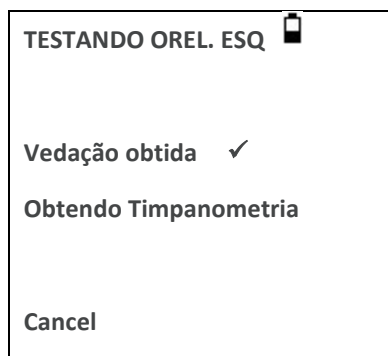 TESTANDO OREL. ESQ
Vedação obtida ✓
Obtendo Timpanometria
Cancel